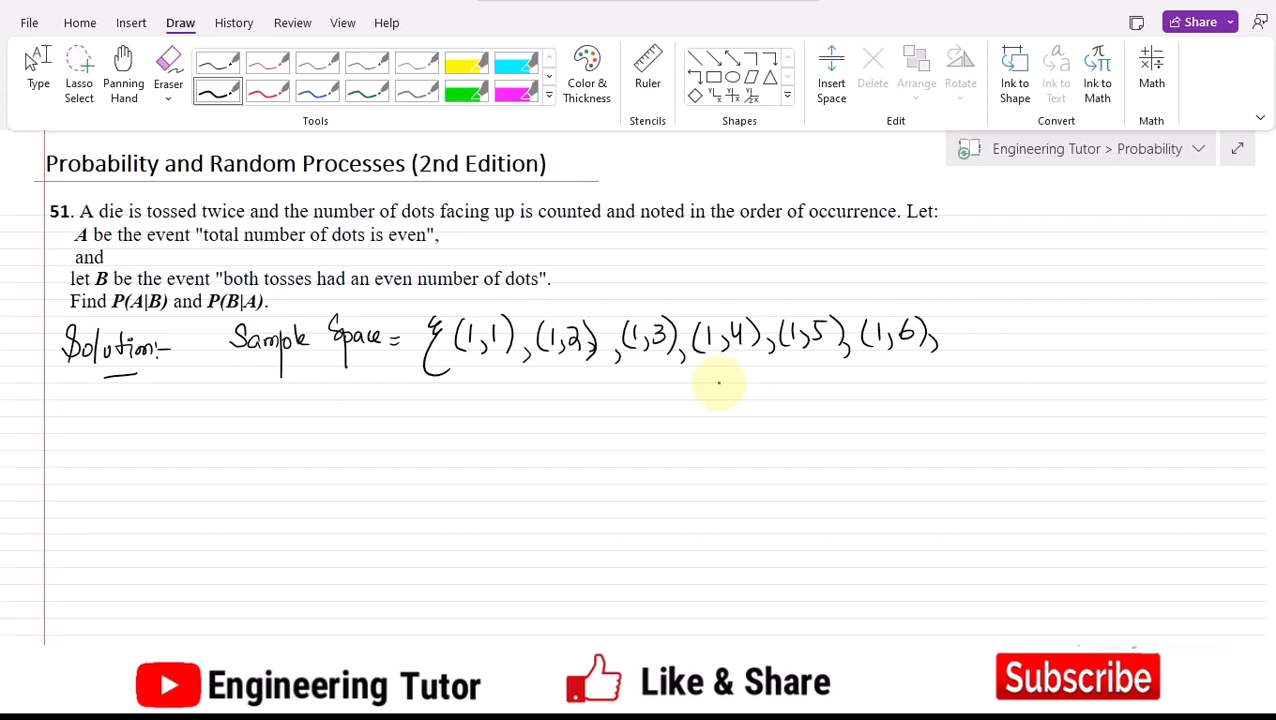 File Home Insert Draw History Review View Help Share
Type Lasso Select Panning Hand Eraser Color & Thickness Ruler Insert Space Delete Arrange Rotate Ink to Shape Ink to Text Ink to Math Math
Tools Stencils Shapes Edit Convert Math
Probability and Random Processes (2nd Edition)
Engineering Tutor > Probability
51. A die is tossed twice and the number of dots facing up is counted and noted in the order of occurrence. Let:
A be the event "total number of dots is even",
and
let B be the event "both tosses had an even number of dots".
Find P(A|B) and P(B|A).
Solution:- Sample Space = { (1,1), (1,2), (1,3), (1,4), (1,5), (1,6),
Engineering Tutor Like & Share Subscribe